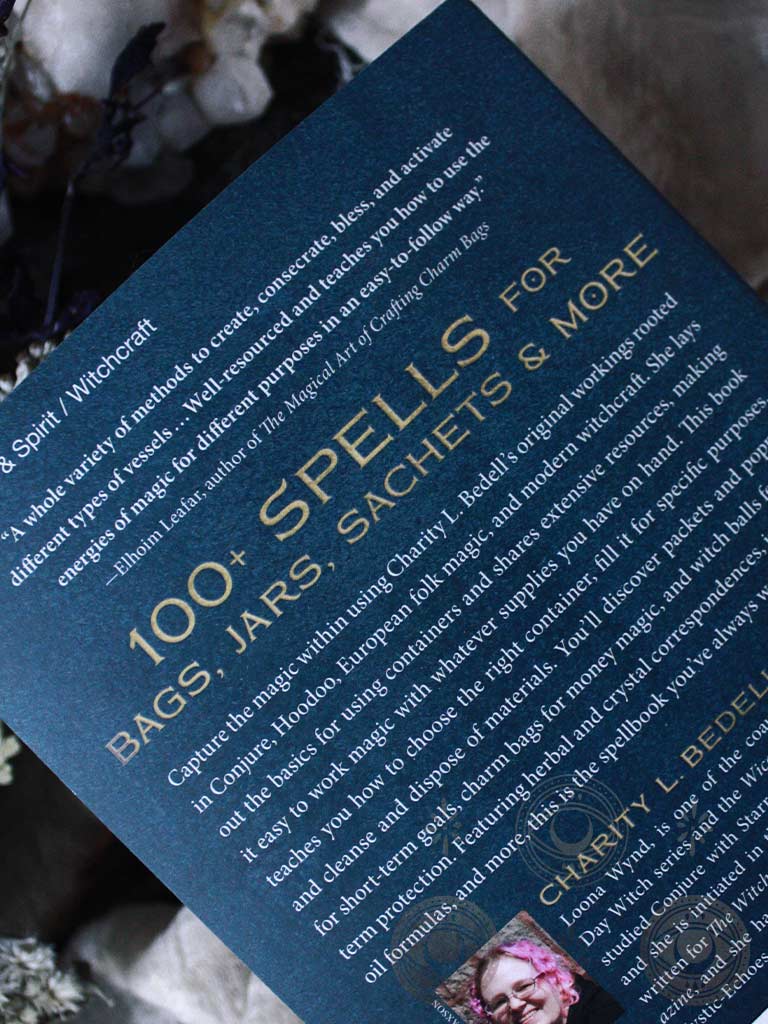 & Spirit / Witchcraft
“A whole variety of methods to create, consecrate, bless, and activate
different types of vessels ... Well-resourced and teaches you how to use the
energies of magic for different purposes in an easy-to-follow way.”
—Elhoim Leafar, author of The Magical Art of Crafting Charm Bags
100+ SPELLS FOR
BAGS, JARS, SACHETS & MORE
Capture the magic within using Charity L. Bedell’s original workings rooted
in Conjure, Hoodoo, European folk magic, and modern witchcraft. She lays
out the basics for using containers and shares extensive resources, making
it easy to work magic with whatever supplies you have on hand. This book
teaches you how to choose the right container, fill it for specific purposes,
and cleanse and dispose of materials. You’ll discover packets and
for short-term goals, charm bags for money magic, and witch balls
term protection. Featuring herbal and crystal correspondences,
oil formulas, and more, this is the spellbook you’ve always
CHARITY L. BEDELL
Loona Wynd, is one of the
Day Witch series and the
studied Conjure with
and she is initiated in
written for The
azine, and she